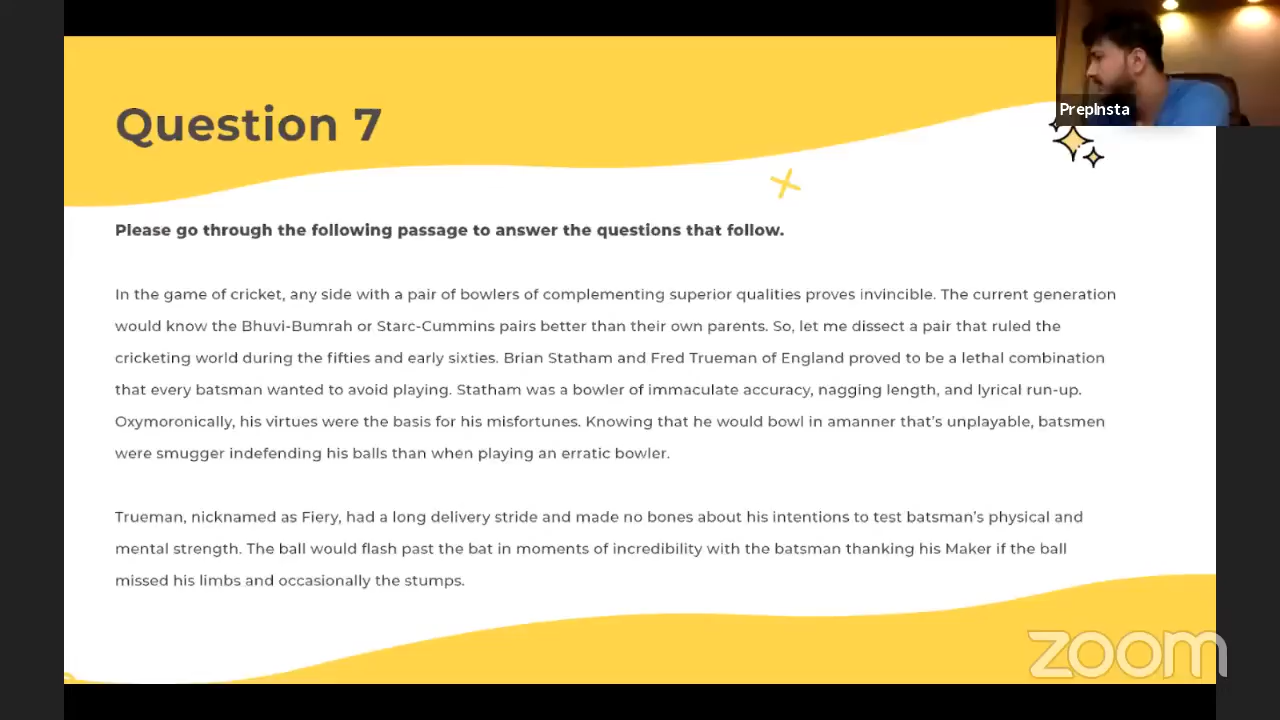 Question 7
PrepInsta
Please go through the following passage to answer the questions that follow.
In the game of cricket, any side with a pair of bowlers of complementing superior qualities proves invincible. The current generation
would know the Bhuvi-Bumrah or Starc-Cummins pairs better than their own parents. So, let me dissect a pair that ruled the
cricketing world during the fifties and early sixties. Brian Statham and Fred Trueman of England proved to be a lethal combination
that every batsman wanted to avoid playing. Statham was a bowler of immaculate accuracy, nagging length, and lyrical run-up.
Oxymoronically, his virtues were the basis for his misfortunes. Knowing that he would bowl in amanner that's unplayable, batsmen
were smugger indefending his balls than when playing an erratic bowler.
Trueman, nicknamed as Fiery, had a long delivery stride and made no bones about his intentions to test batsman's physical and
mental strength. The ball would flash past the bat in moments of incredibility with the batsman thanking his Maker if the ball
missed his limbs and occasionally the stumps.
zoom